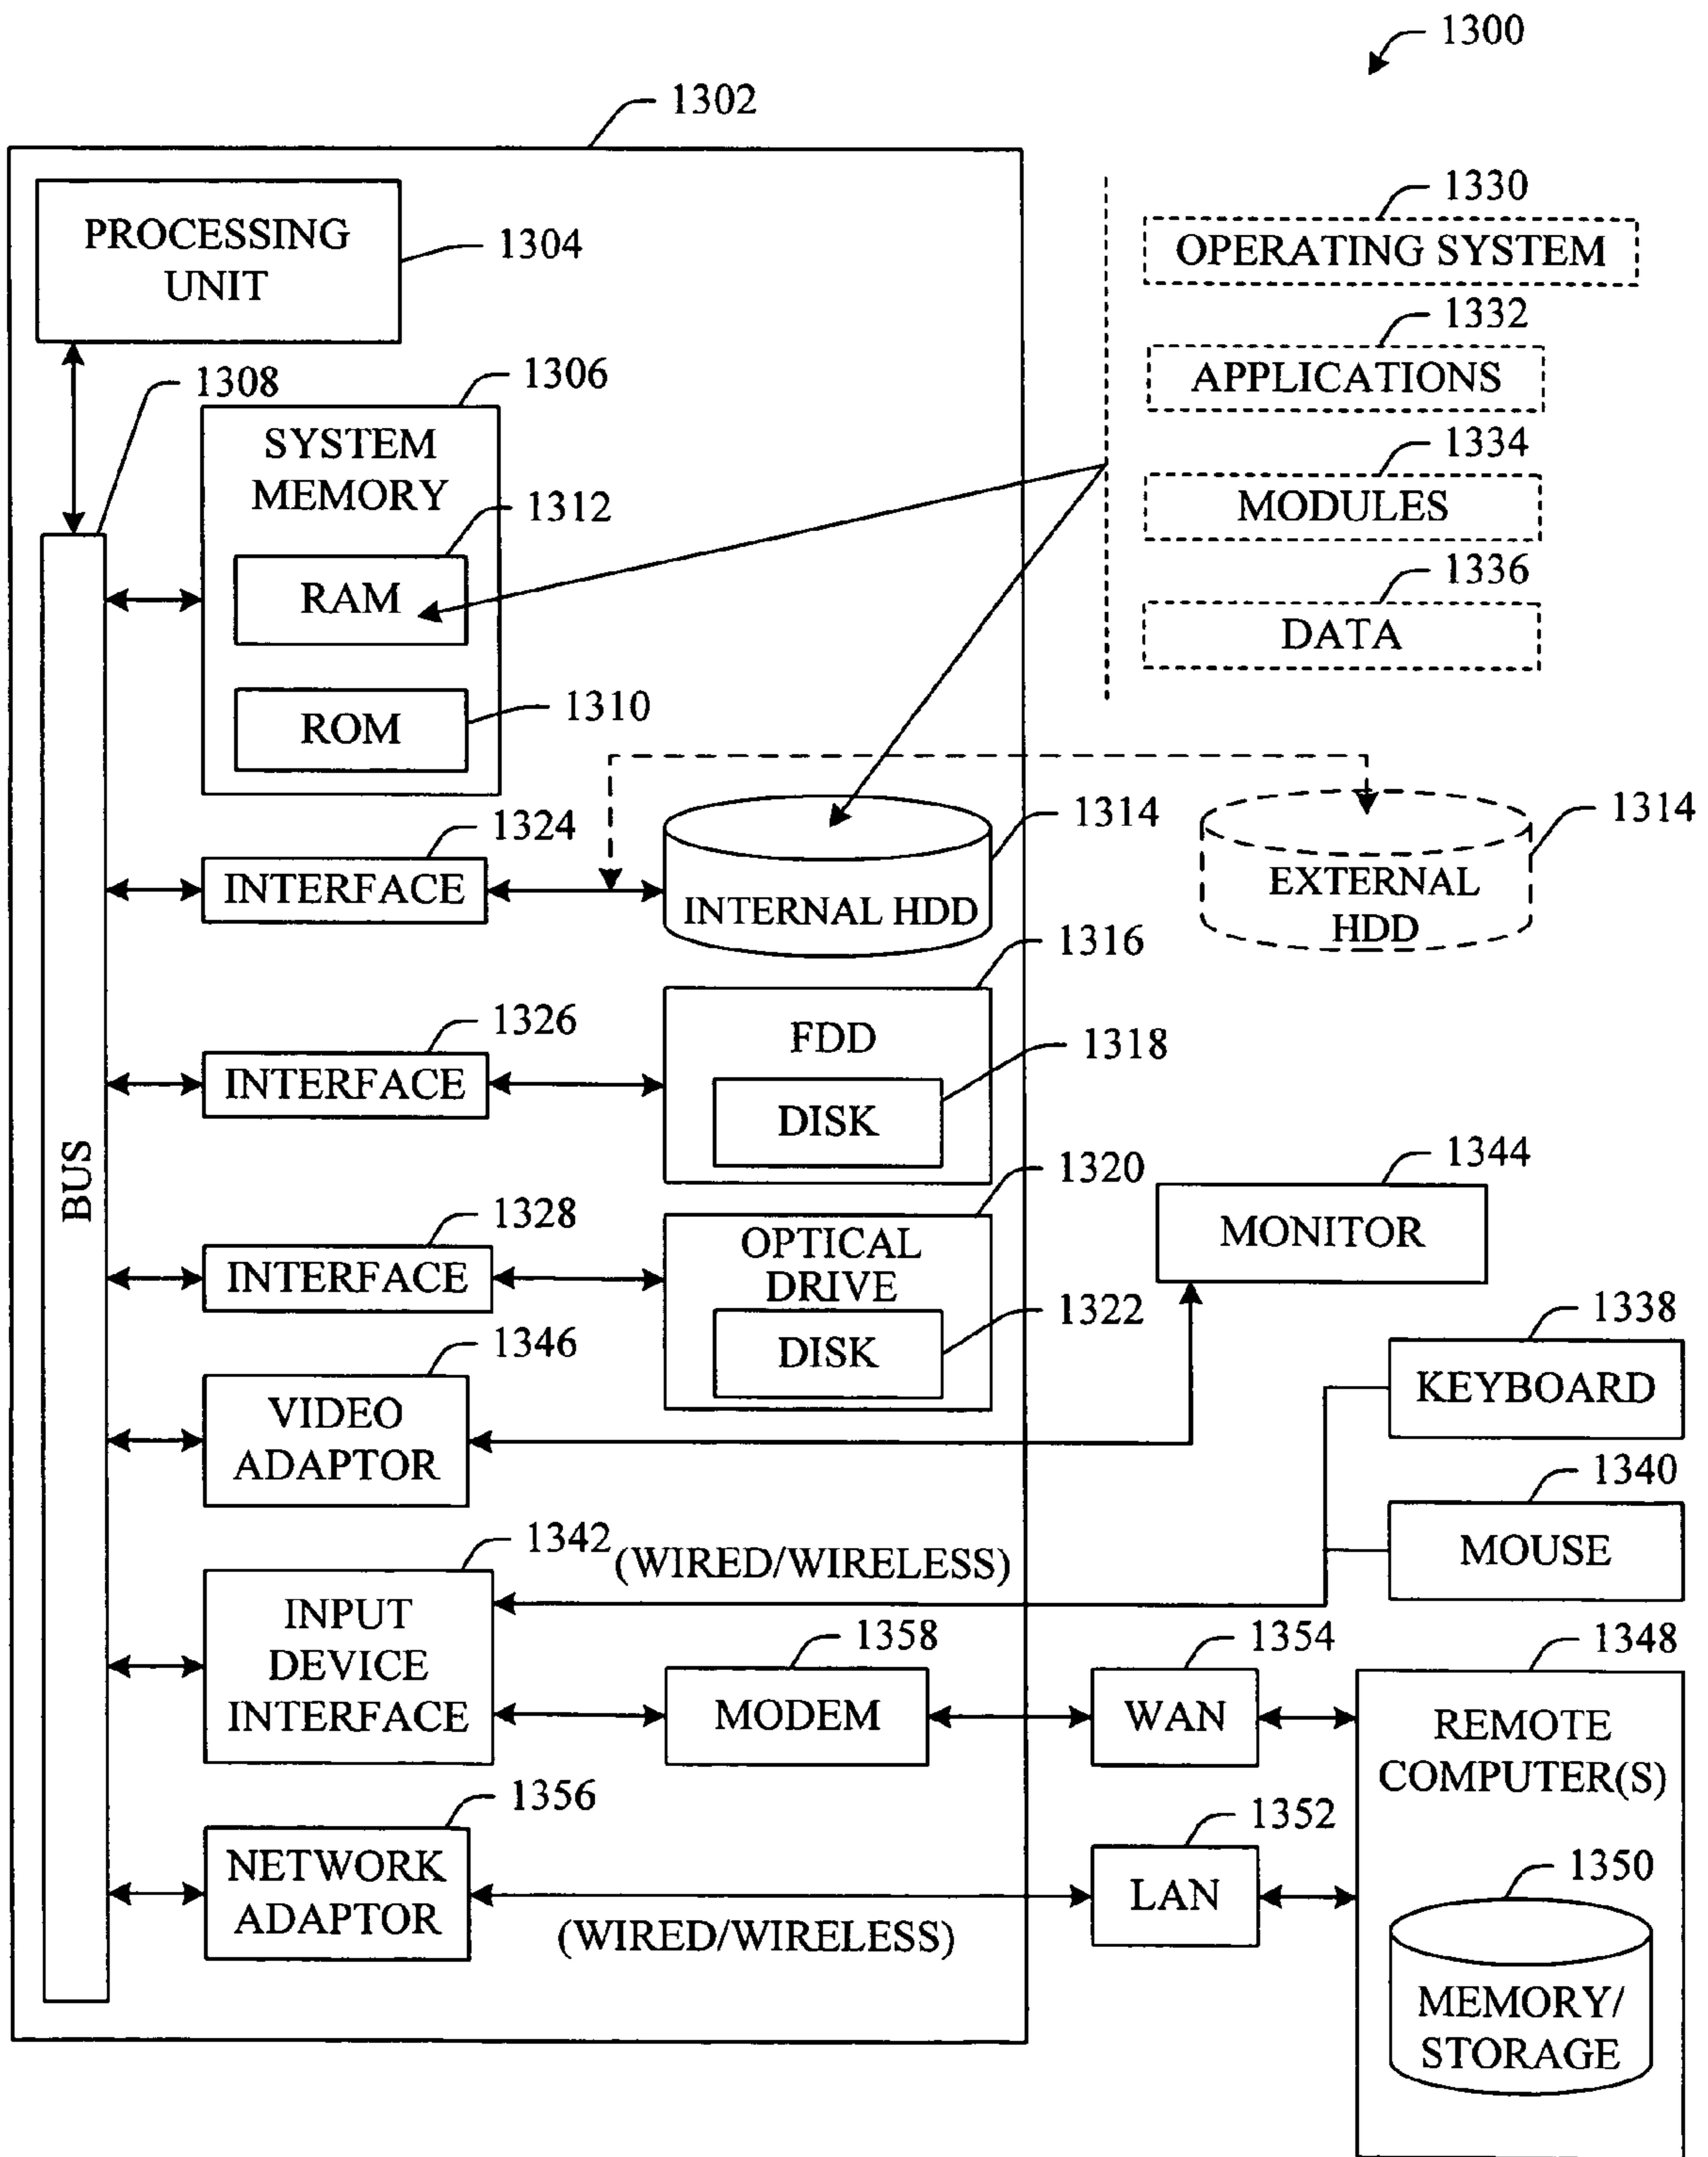 1300
1302
PROCESSING
UNIT
1304
1330
OPERATING SYSTEM
1332
APPLICATIONS
1334
MODULES
1336
DATA
1308
1306
SYSTEM
MEMORY
1312
RAM
1310
ROM
1324
INTERFACE
1314
INTERNAL HDD
1314
EXTERNAL
HDD
1316
1326
INTERFACE
FDD
1318
DISK
BUS
1320
1328
INTERFACE
OPTICAL
DRIVE
1322
DISK
1344
MONITOR
1346
VIDEO
ADAPTOR
1338
KEYBOARD
1340
MOUSE
1342
(WIRED/WIRELESS)
INPUT
DEVICE
INTERFACE
1358
MODEM
1354
WAN
1348
REMOTE
COMPUTER(S)
1356
NETWORK
ADAPTOR
(WIRED/WIRELESS)
1352
LAN
1350
MEMORY/
STORAGE